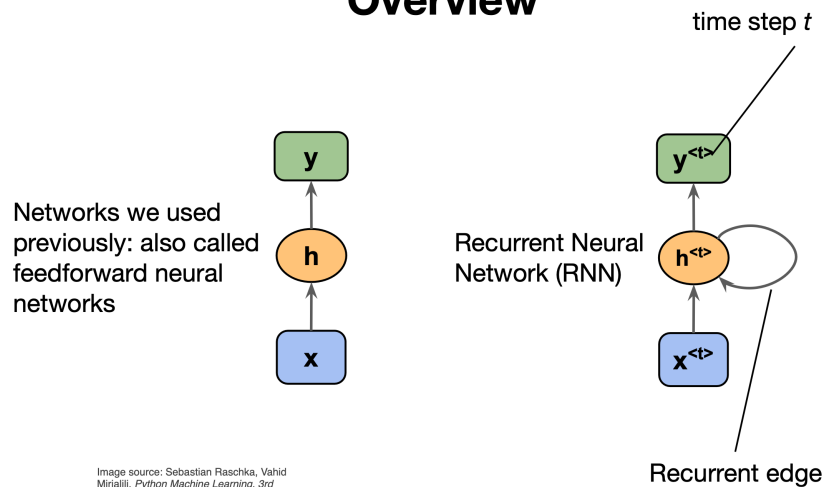 Overview
time step t
y
y<t>
Networks we used
previously: also called
feedforward neural
networks
h
Recurrent Neural
Network (RNN)
h<t>
x
x<t>
Image source: Sebastian Raschka, Vahid
Mirjalili. Python Machine Learning, 3rd
Recurrent edge